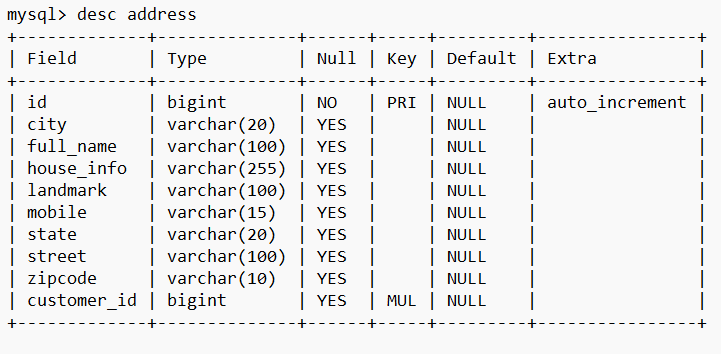 mysql> desc address
+-------------+--------------+------+-----+---------+----------------+
| Field       | Type         | Null | Key | Default | Extra          |
+-------------+--------------+------+-----+---------+----------------+
| id          | bigint       | NO   | PRI | NULL    | auto_increment |
| city        | varchar(20)  | YES  |     | NULL    |                |
| full_name   | varchar(100) | YES  |     | NULL    |                |
| house_info  | varchar(255) | YES  |     | NULL    |                |
| landmark    | varchar(100) | YES  |     | NULL    |                |
| mobile      | varchar(15)  | YES  |     | NULL    |                |
| state       | varchar(20)  | YES  |     | NULL    |                |
| street      | varchar(100) | YES  |     | NULL    |                |
| zipcode     | varchar(10)  | YES  |     | NULL    |                |
| customer_id | bigint       | YES  | MUL | NULL    |                |
+-------------+--------------+------+-----+---------+----------------+